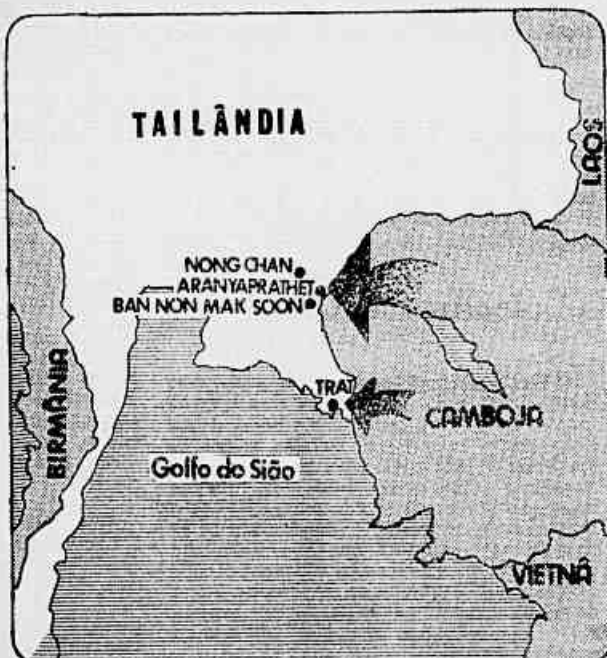 TAILÂNDIA
LAOS
NONG CHAN
ARANYAPRATHET
BAN NON MAK SOON
BIRMÂNIA
TRAT
CAMBOJA
Golfo do Sião
VIETNÃ